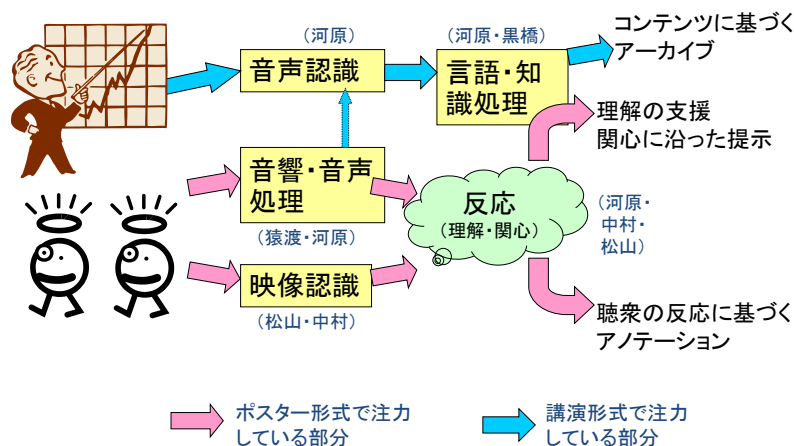 （河原）
音声認識
（河原・黒橋）
言語・知
識処理
コンテンツに基づく
アーカイブ
理解の支援
関心に沿った提示
音響・音声
処理
（猿渡・河原）
反応
（理解・関心）
（河原・
中村・
松山）
映像認識
（松山・中村）
聴衆の反応に基づく
アノテーション
ポスター形式で注力
している部分
講演形式で注力
している部分